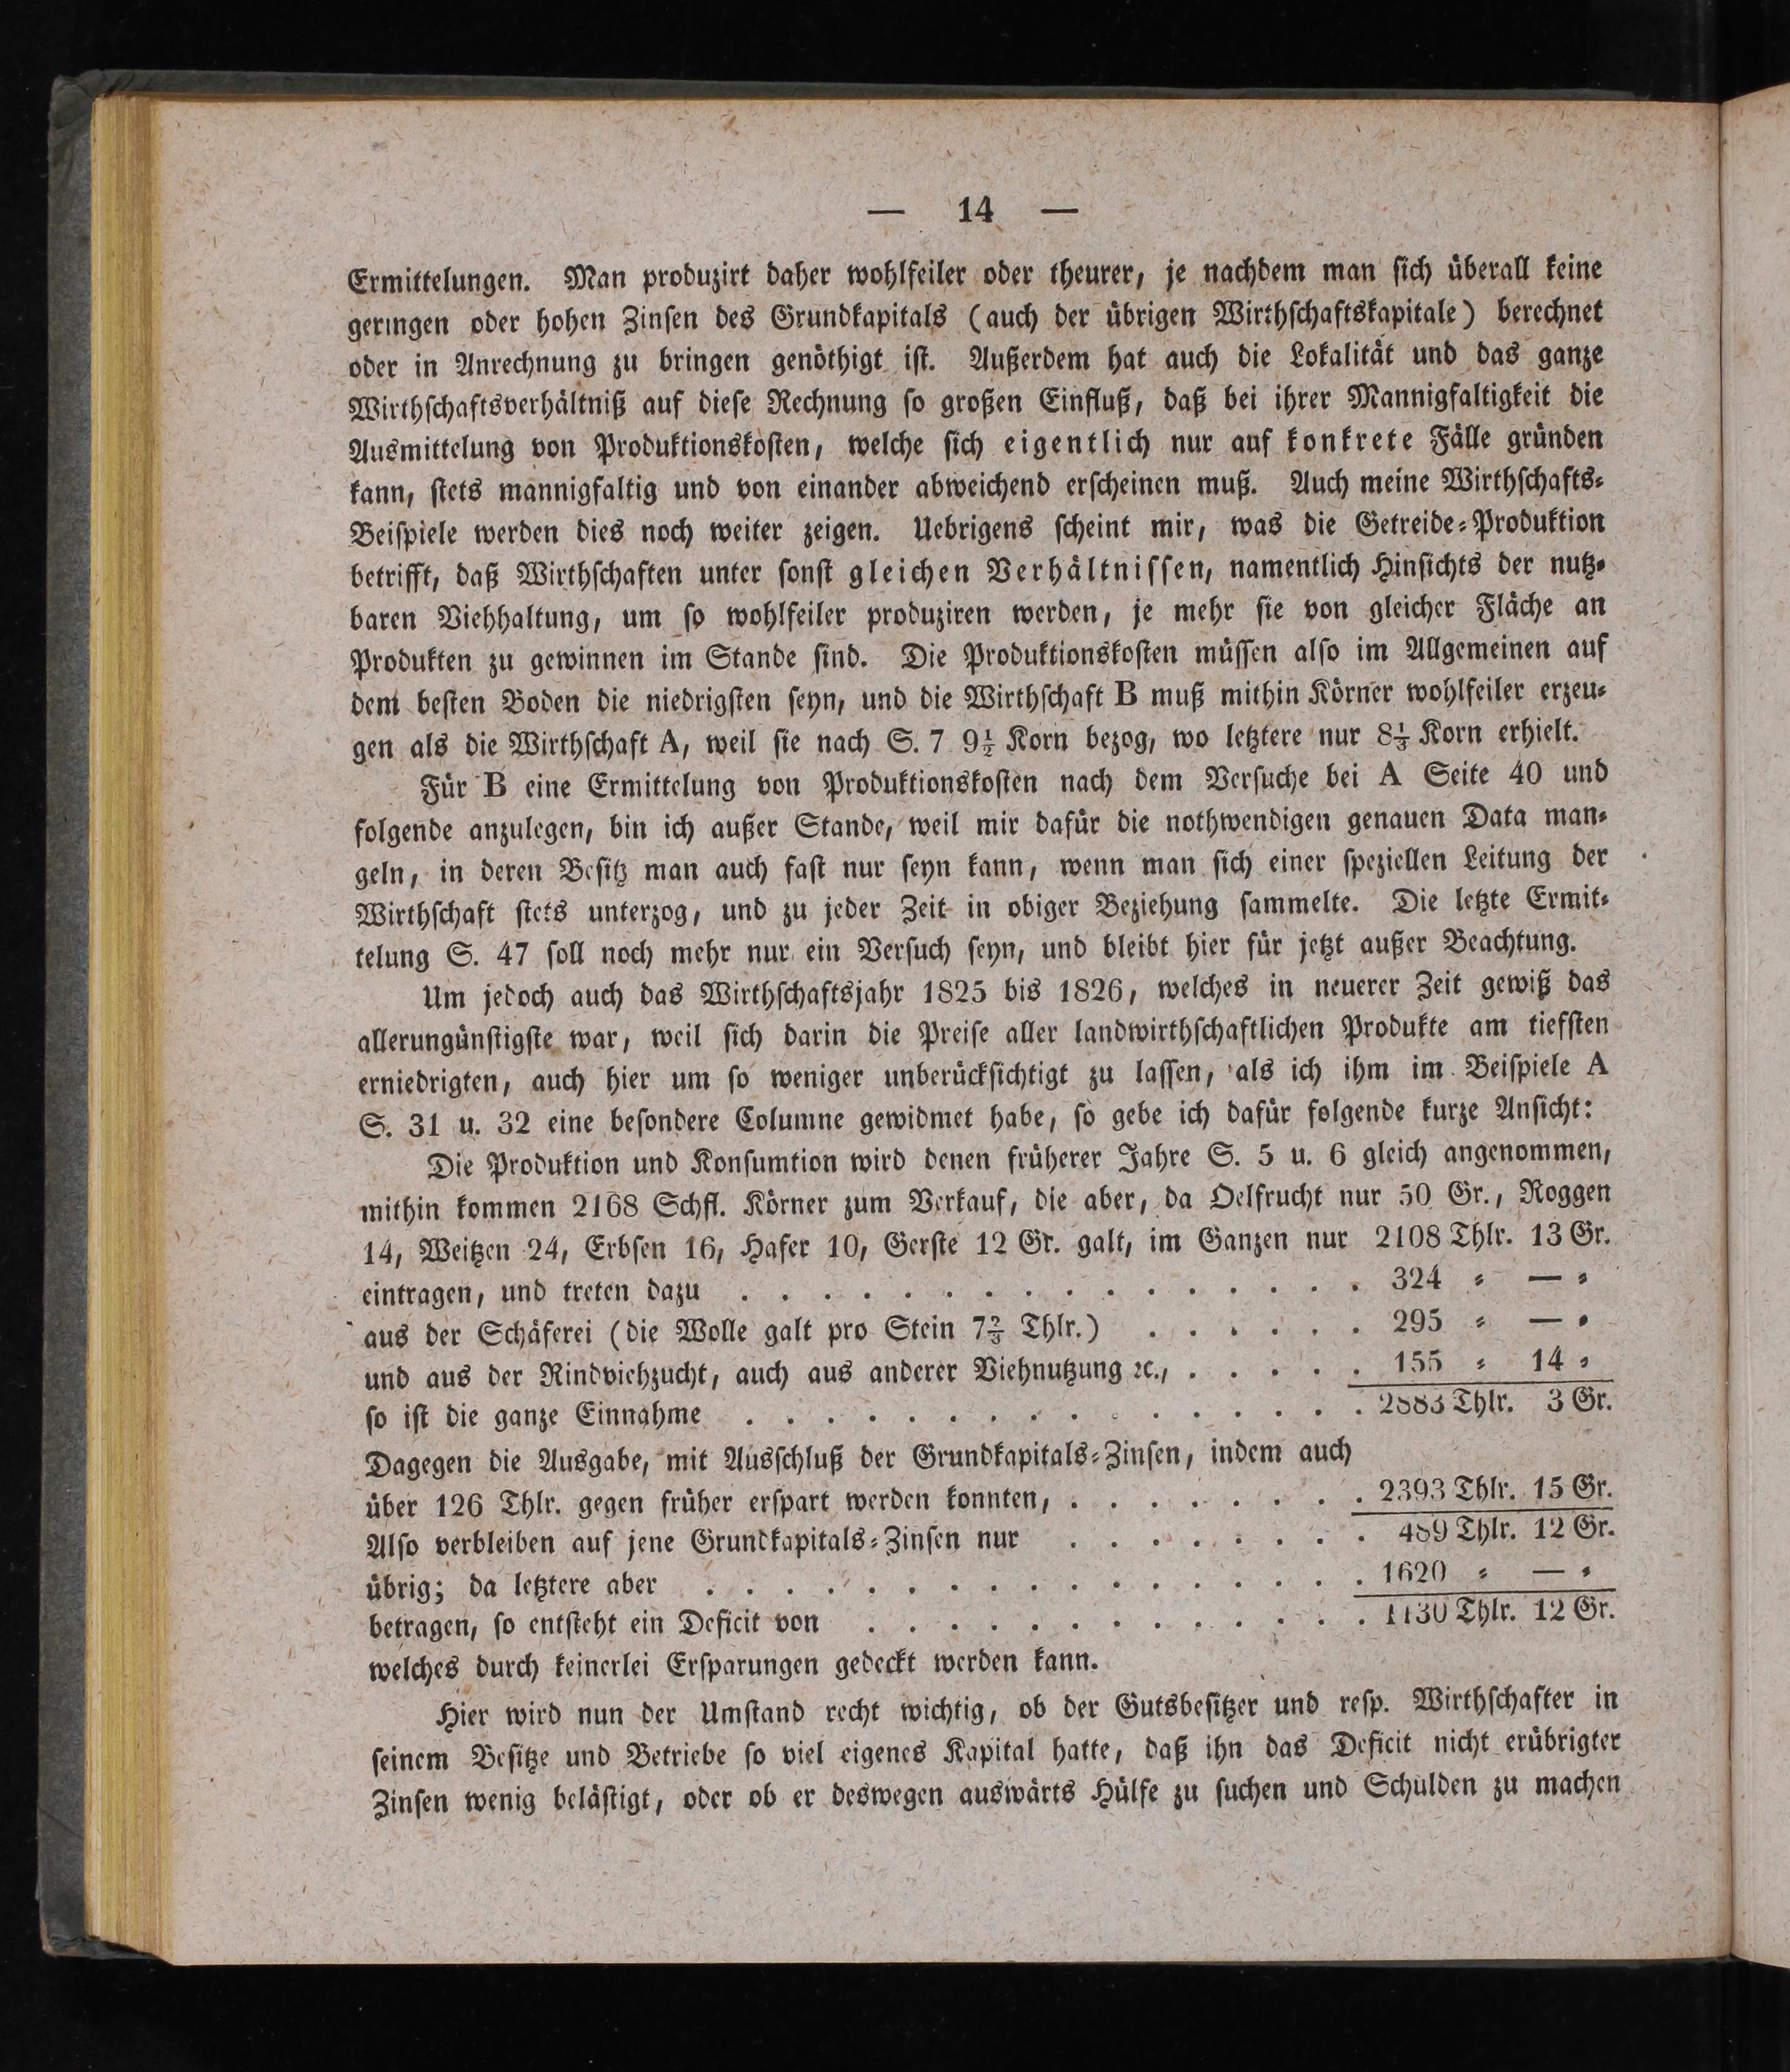 — 14 —
Ermittelungen. Man produzirt daher wohlfeiler oder theurer, je nachdem man sich überall keine
geringen oder hohen Zinsen des Grundkapitals (auch der übrigen Wirthschaftskapitale) berechnet
oder in Anrechnung zu bringen genöthigt ist. Außerdem hat auch die Lokalität und das ganze
Wirthschaftsverhältniß auf diese Rechnung so großen Einfluß, daß bei ihrer Mannigfaltigkeit die
Ausmittelung von Produktionskosten, welche sich eigentlich nur auf konkrete Fälle gründen
kann, stets mannigfaltig und von einander abweichend erscheinen muß. Auch meine Wirthschafts-
Beispiele werden dies noch weiter zeigen. Uebrigens scheint mir, was die Getreide-Produktion
betrifft, daß Wirthschaften unter sonst gleichen Verhältnissen, namentlich Hinsichts der nutz-
baren Viehhaltung, um so wohlfeiler produziren werden, je mehr sie von gleicher Fläche an
Produkten zu gewinnen im Stande sind. Die Produktionskosten müssen also im Allgemeinen auf
dem besten Boden die niedrigsten seyn, und die Wirthschaft B muß mithin Körner wohlfeiler erzeu-
gen als die Wirthschaft A, weil sie nach S. 7 9½ Korn bezog, wo letztere nur 8⅓ Korn erhielt.
Für B eine Ermittelung von Produktionskosten nach dem Versuche bei A Seite 40 und
folgende anzulegen, bin ich außer Stande, weil mir dafür die nothwendigen genauen Data man-
geln, in deren Besitz man auch fast nur seyn kann, wenn man sich einer speziellen Leitung der
Wirthschaft stets unterzog, und zu jeder Zeit in obiger Beziehung sammelte. Die letzte Ermit-
telung S. 47 soll noch mehr nur ein Versuch seyn, und bleibt hier für jetzt außer Beachtung.
Um jedoch auch das Wirthschaftsjahr 1825 bis 1826, welches in neuerer Zeit gewiß das
allerungünstigste war, weil sich darin die Preise aller landwirthschaftlichen Produkte am tiefsten
erniedrigten, auch hier um so weniger unberücksichtigt zu lassen, als ich ihm im Beispiele A
S. 31 u. 32 eine besondere Columne gewidmet habe, so gebe ich dafür folgende kurze Ansicht:
Die Produktion und Konsumtion wird denen früherer Jahre S. 5 u. 6 gleich angenommen,
mithin kommen 2168 Schfl. Körner zum Verkauf, die aber, da Oelfrucht nur 50 Gr., Roggen
14, Weitzen 24, Erbsen 16, Hafer 10, Gerste 12 Gr. galt, im Ganzen nur 2108 Thlr. 13 Gr.
eintragen, und treten dazu . . . . . . . . . . . . . . . . 324 = — =
aus der Schäferei (die Wolle galt pro Stein 7⅔ Thlr.) . . . . . . 295 = — =
und aus der Rindviehzucht, auch aus anderer Viehnutzung ꝛc., . . . . . 155 = 14 =
so ist die ganze Einnahme . . . . . . . . . . . . . . . . 2883 Thlr. 3 Gr.
Dagegen die Ausgabe, mit Ausschluß der Grundkapitals-Zinsen, indem auch
über 126 Thlr. gegen früher erspart werden konnten, . . . . . . . . 2393 Thlr. 15 Gr.
Also verbleiben auf jene Grundkapitals-Zinsen nur . . . . . . . . 489 Thlr. 12 Gr.
übrig; da letztere aber . . . . . . . . . . . . . . . . . 1620 = — =
betragen, so entsteht ein Deficit von . . . . . . . . . . . . . 1130 Thlr. 12 Gr.
welches durch keinerlei Ersparungen gedeckt werden kann.
Hier wird nun der Umstand recht wichtig, ob der Gutsbesitzer und resp. Wirthschafter in
seinem Besitze und Betriebe so viel eigenes Kapital hatte, daß ihn das Deficit nicht erübrigter
Zinsen wenig belästigt, oder ob er deswegen auswärts Hülfe zu suchen und Schulden zu machen